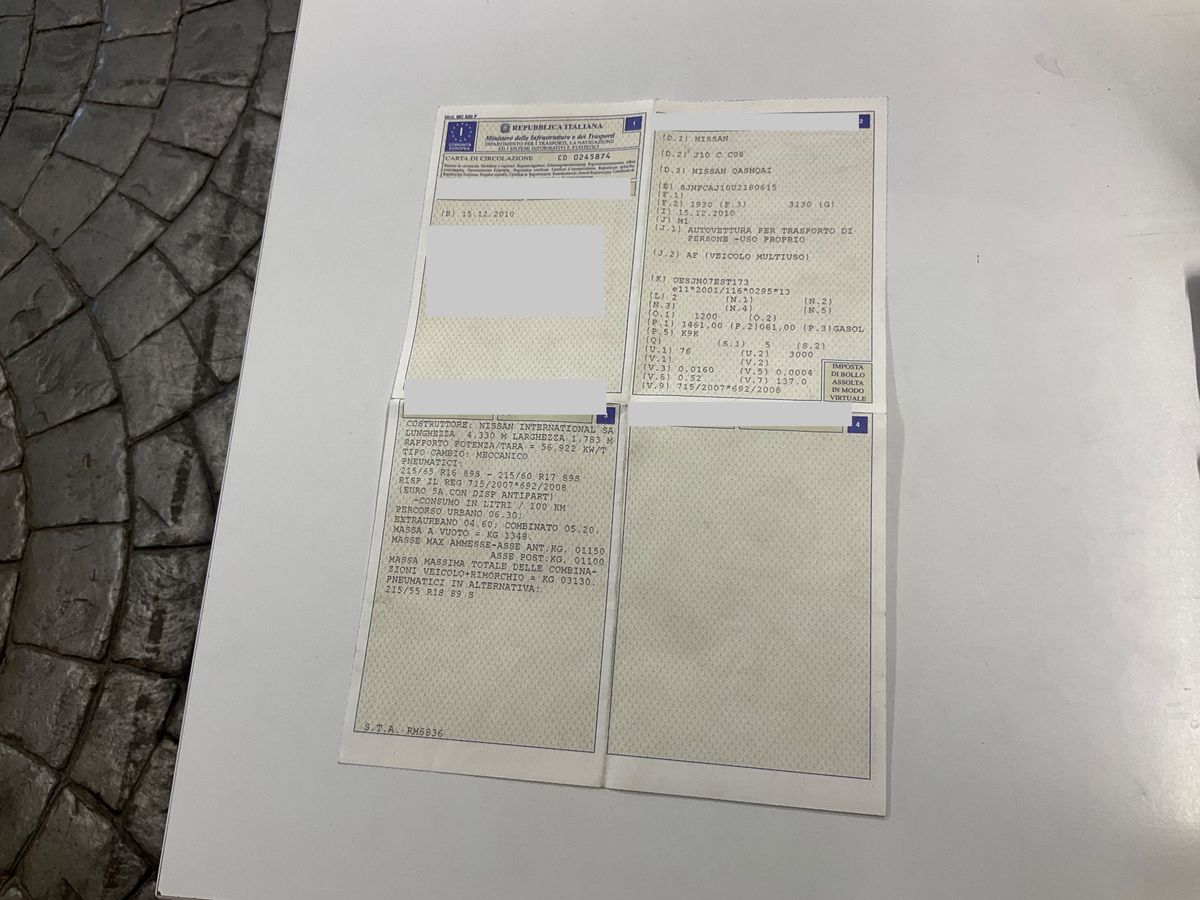 Mod. MC 820 F
I
COMUNITÀ
EUROPEA
REPUBBLICA ITALIANA
Ministero delle Infrastrutture e dei Trasporti
DIPARTIMENTO PER I TRASPORTI, LA NAVIGAZIONE
ED I SISTEMI INFORMATIVI E STATISTICI
1
CARTA DI CIRCOLAZIONE CD 0245874
(B) 15.12.2010
2
(D.1) NISSAN
(D.2) J10 C C06
(D.3) NISSAN QASHQAI
(E) SJNFCAJ10U2180615
(F.1)
(F.2) 1930 (F.3) 3130 (G)
(I) 15.12.2010
(J) M1
(J.1) AUTOVETTURA PER TRASPORTO DI
PERSONE -USO PROPRIO
(J.2) AF (VEICOLO MULTIUSO)
(K) OESJN07EST173
e11*2001/116*0295*13
(L) 2 (N.1) (N.2)
(N.3) (N.4) (N.5)
(O.1) 1200 (O.2)
(P.1) 1461,00 (P.2)081,00 (P.3)GASOL
(P.5) K9K
(Q) (S.1) 5 (S.2)
(U.1) 76 (U.2) 3000
(V.1) (V.2)
(V.3) 0,0160 (V.5) 0,0004
(V.6) 0.52 (V.7) 137.0
(V.9) 715/2007*692/2008
IMPOSTA
DI BOLLO
ASSOLTA
IN MODO
VIRTUALE
3
COSTRUTTORE: NISSAN INTERNATIONAL SA
LUNGHEZZA 4,330 M LARGHEZZA 1,783 M
RAPPORTO POTENZA/TARA = 56,922 KW/T
TIPO CAMBIO: MECCANICO
PNEUMATICI:
215/65 R16 89S - 215/60 R17 89S
RISP IL REG 715/2007*692/2008
(EURO 5A CON DISP ANTIPART)
-CONSUMO IN LITRI / 100 KM
PERCORSO URBANO 06.30;
EXTRAURBANO 04,60; COMBINATO 05.20.
MASSA A VUOTO = KG 1348.
MASSE MAX AMMESSE-ASSE ANT.KG. 01150
ASSE POST.KG. 01100
MASSA MASSIMA TOTALE DELLE COMBINA-
ZIONI VEICOLO+RIMORCHIO = KG 03130.
PNEUMATICI IN ALTERNATIVA:
215/55 R18 89 S
S.T.A. RM6836
4